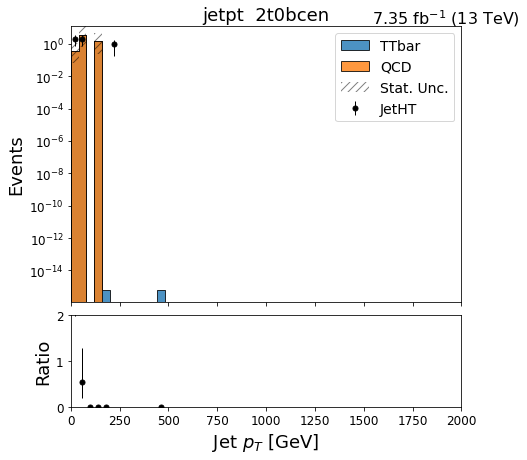 jetpt 2t0bcen
7.35 fb⁻¹ (13 TeV)
Events
10⁰
10⁻²
10⁻⁴
10⁻⁶
10⁻⁸
10⁻¹⁰
10⁻¹²
10⁻¹⁴
TTbar
QCD
Stat. Unc.
JetHT
Ratio
2
1
0
0 250 500 750 1000 1250 1500 1750 2000
Jet p_T [GeV]